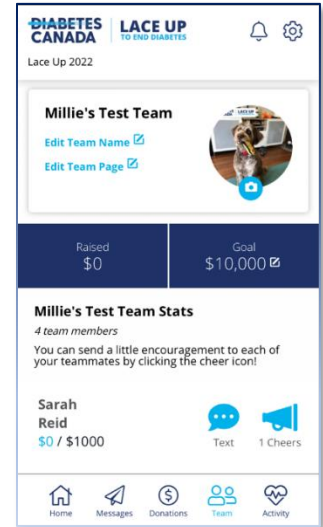 DIABETES
CANADA
LACE UP
TO END DIABETES
Lace Up 2022
Millie's Test Team
Edit Team Name
Edit Team Page
Raised
$0
Goal
$10,000
Millie's Test Team Stats
4 team members
You can send a little encouragement to each of
your teammates by clicking the cheer icon!
Sarah
Reid
$0 / $1000
Text
1 Cheers
Home
Messages
Donations
Team
Activity